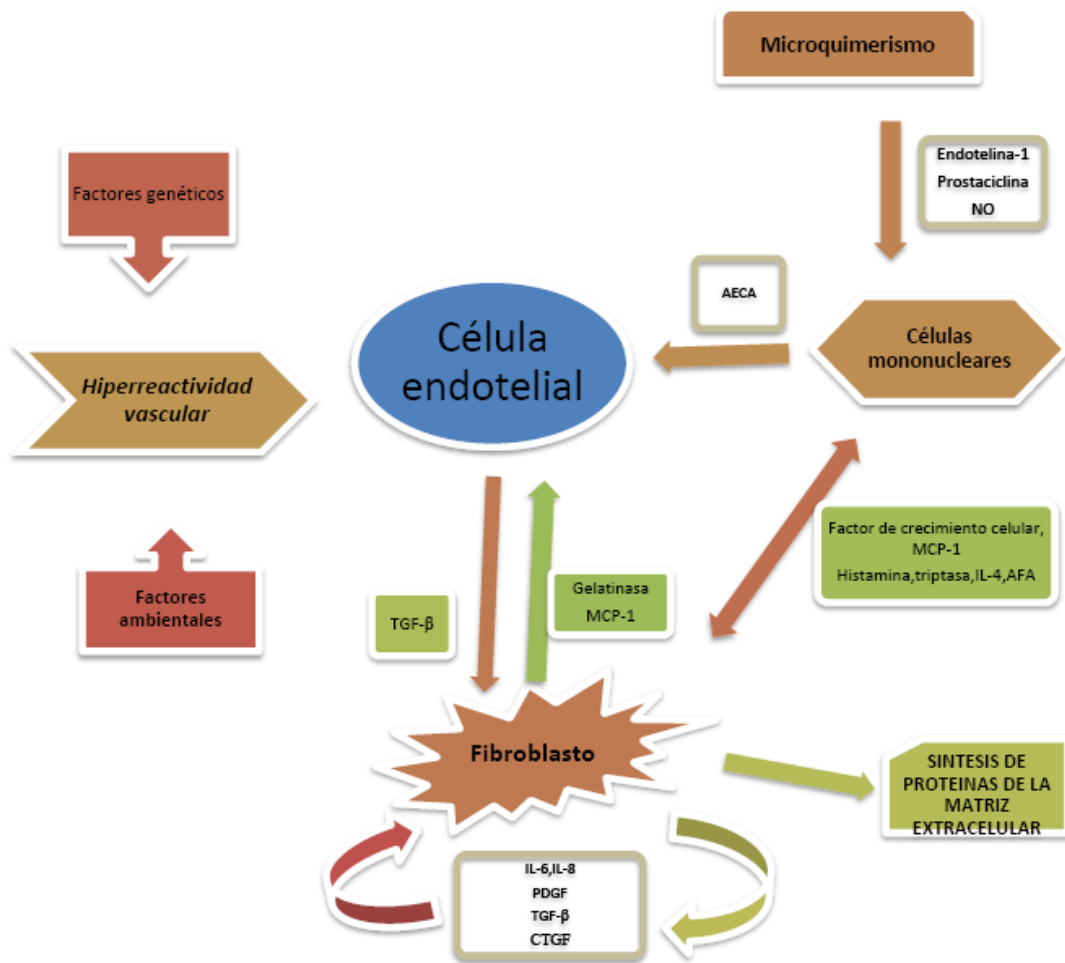 Microquimerismo
Endotelina-1
Prostaciclina
NO
Factores genéticos
AECA
Célula
endotelial
Células
mononucleares
Hiperreactividad
vascular
Factor de crecimiento celular,
MCP-1
Histamina,triptasa,IL-4,AFA
Factores
ambientales
TGF-β
Gelatinasa
MCP-1
Fibroblasto
SINTESIS DE
PROTEINAS DE LA
MATRIZ
EXTRACELULAR
IL-6,IL-8
PDGF
TGF-β
CTGF